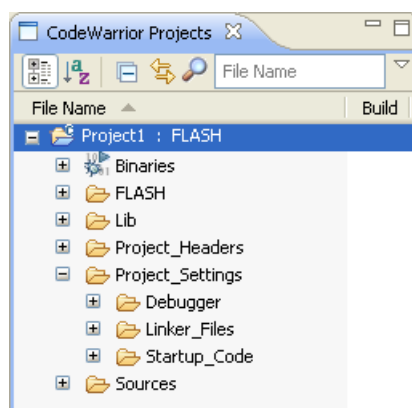 CodeWarrior Projects
File Name
File Name Build
Project1 : FLASH
Binaries
FLASH
Lib
Project_Headers
Project_Settings
Debugger
Linker_Files
Startup_Code
Sources